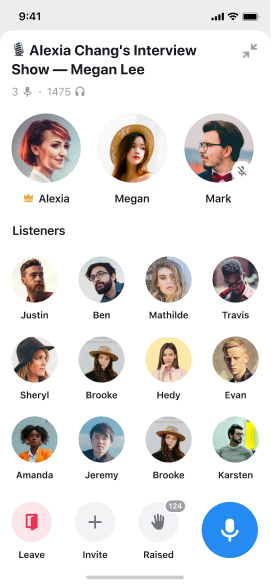 9:41
Alexia Chang's Interview
Show — Megan Lee
3 · 1475
Alexia Megan Mark
Listeners
Justin Ben Mathilde Travis
Sheryl Brooke Hedy Evan
Amanda Jeremy Brooke Karsten
124
Leave Invite Raised